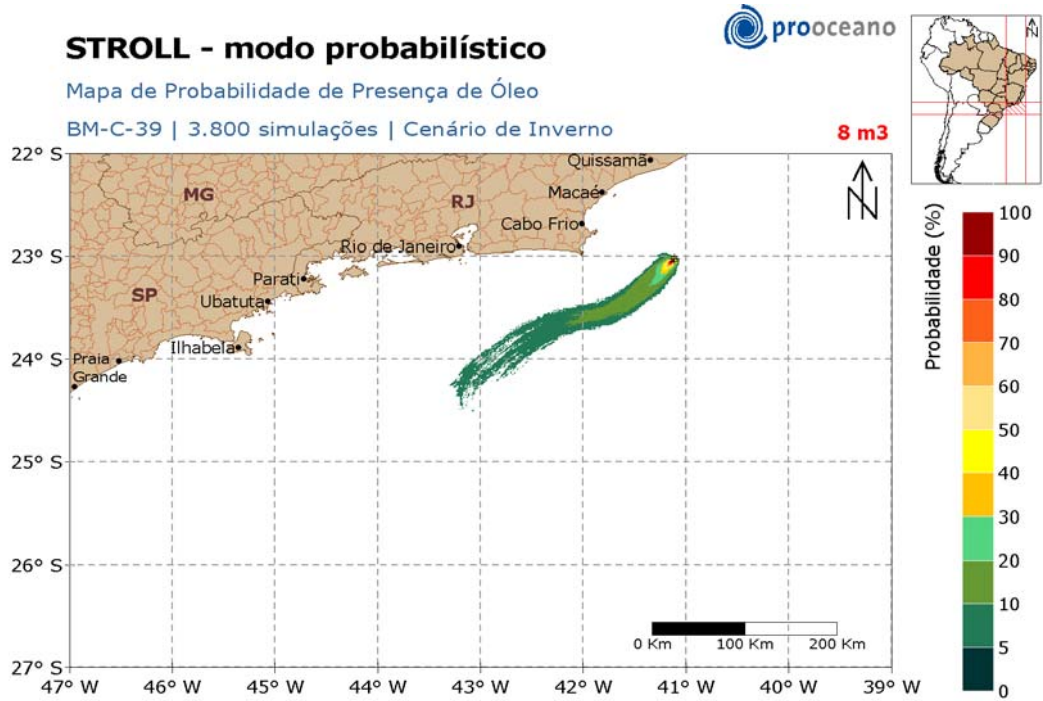 prooceano
N
STROLL - modo probabilístico
Mapa de Probabilidade de Presença de Óleo
BM-C-39 | 3.800 simulações | Cenário de Inverno
8 m3
22° S
23° S
24° S
25° S
26° S
27° S
47° W
46° W
45° W
44° W
43° W
42° W
41° W
40° W
39° W
MG
RJ
SP
Quissamã
Macaé
Cabo Frio
Rio de Janeiro
Parati
Ubatuta
Ilhabela
Praia
Grande
N
0 Km
100 Km
200 Km
Probabilidade (%)
100
90
80
70
60
50
40
30
20
10
5
0